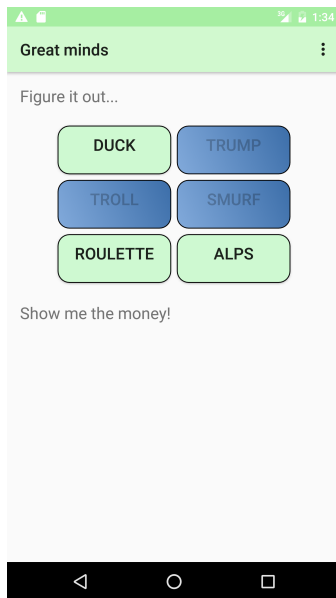 1:34
Great minds
Figure it out...
DUCK TRUMP
TROLL SMURF
ROULETTE ALPS
Show me the money!